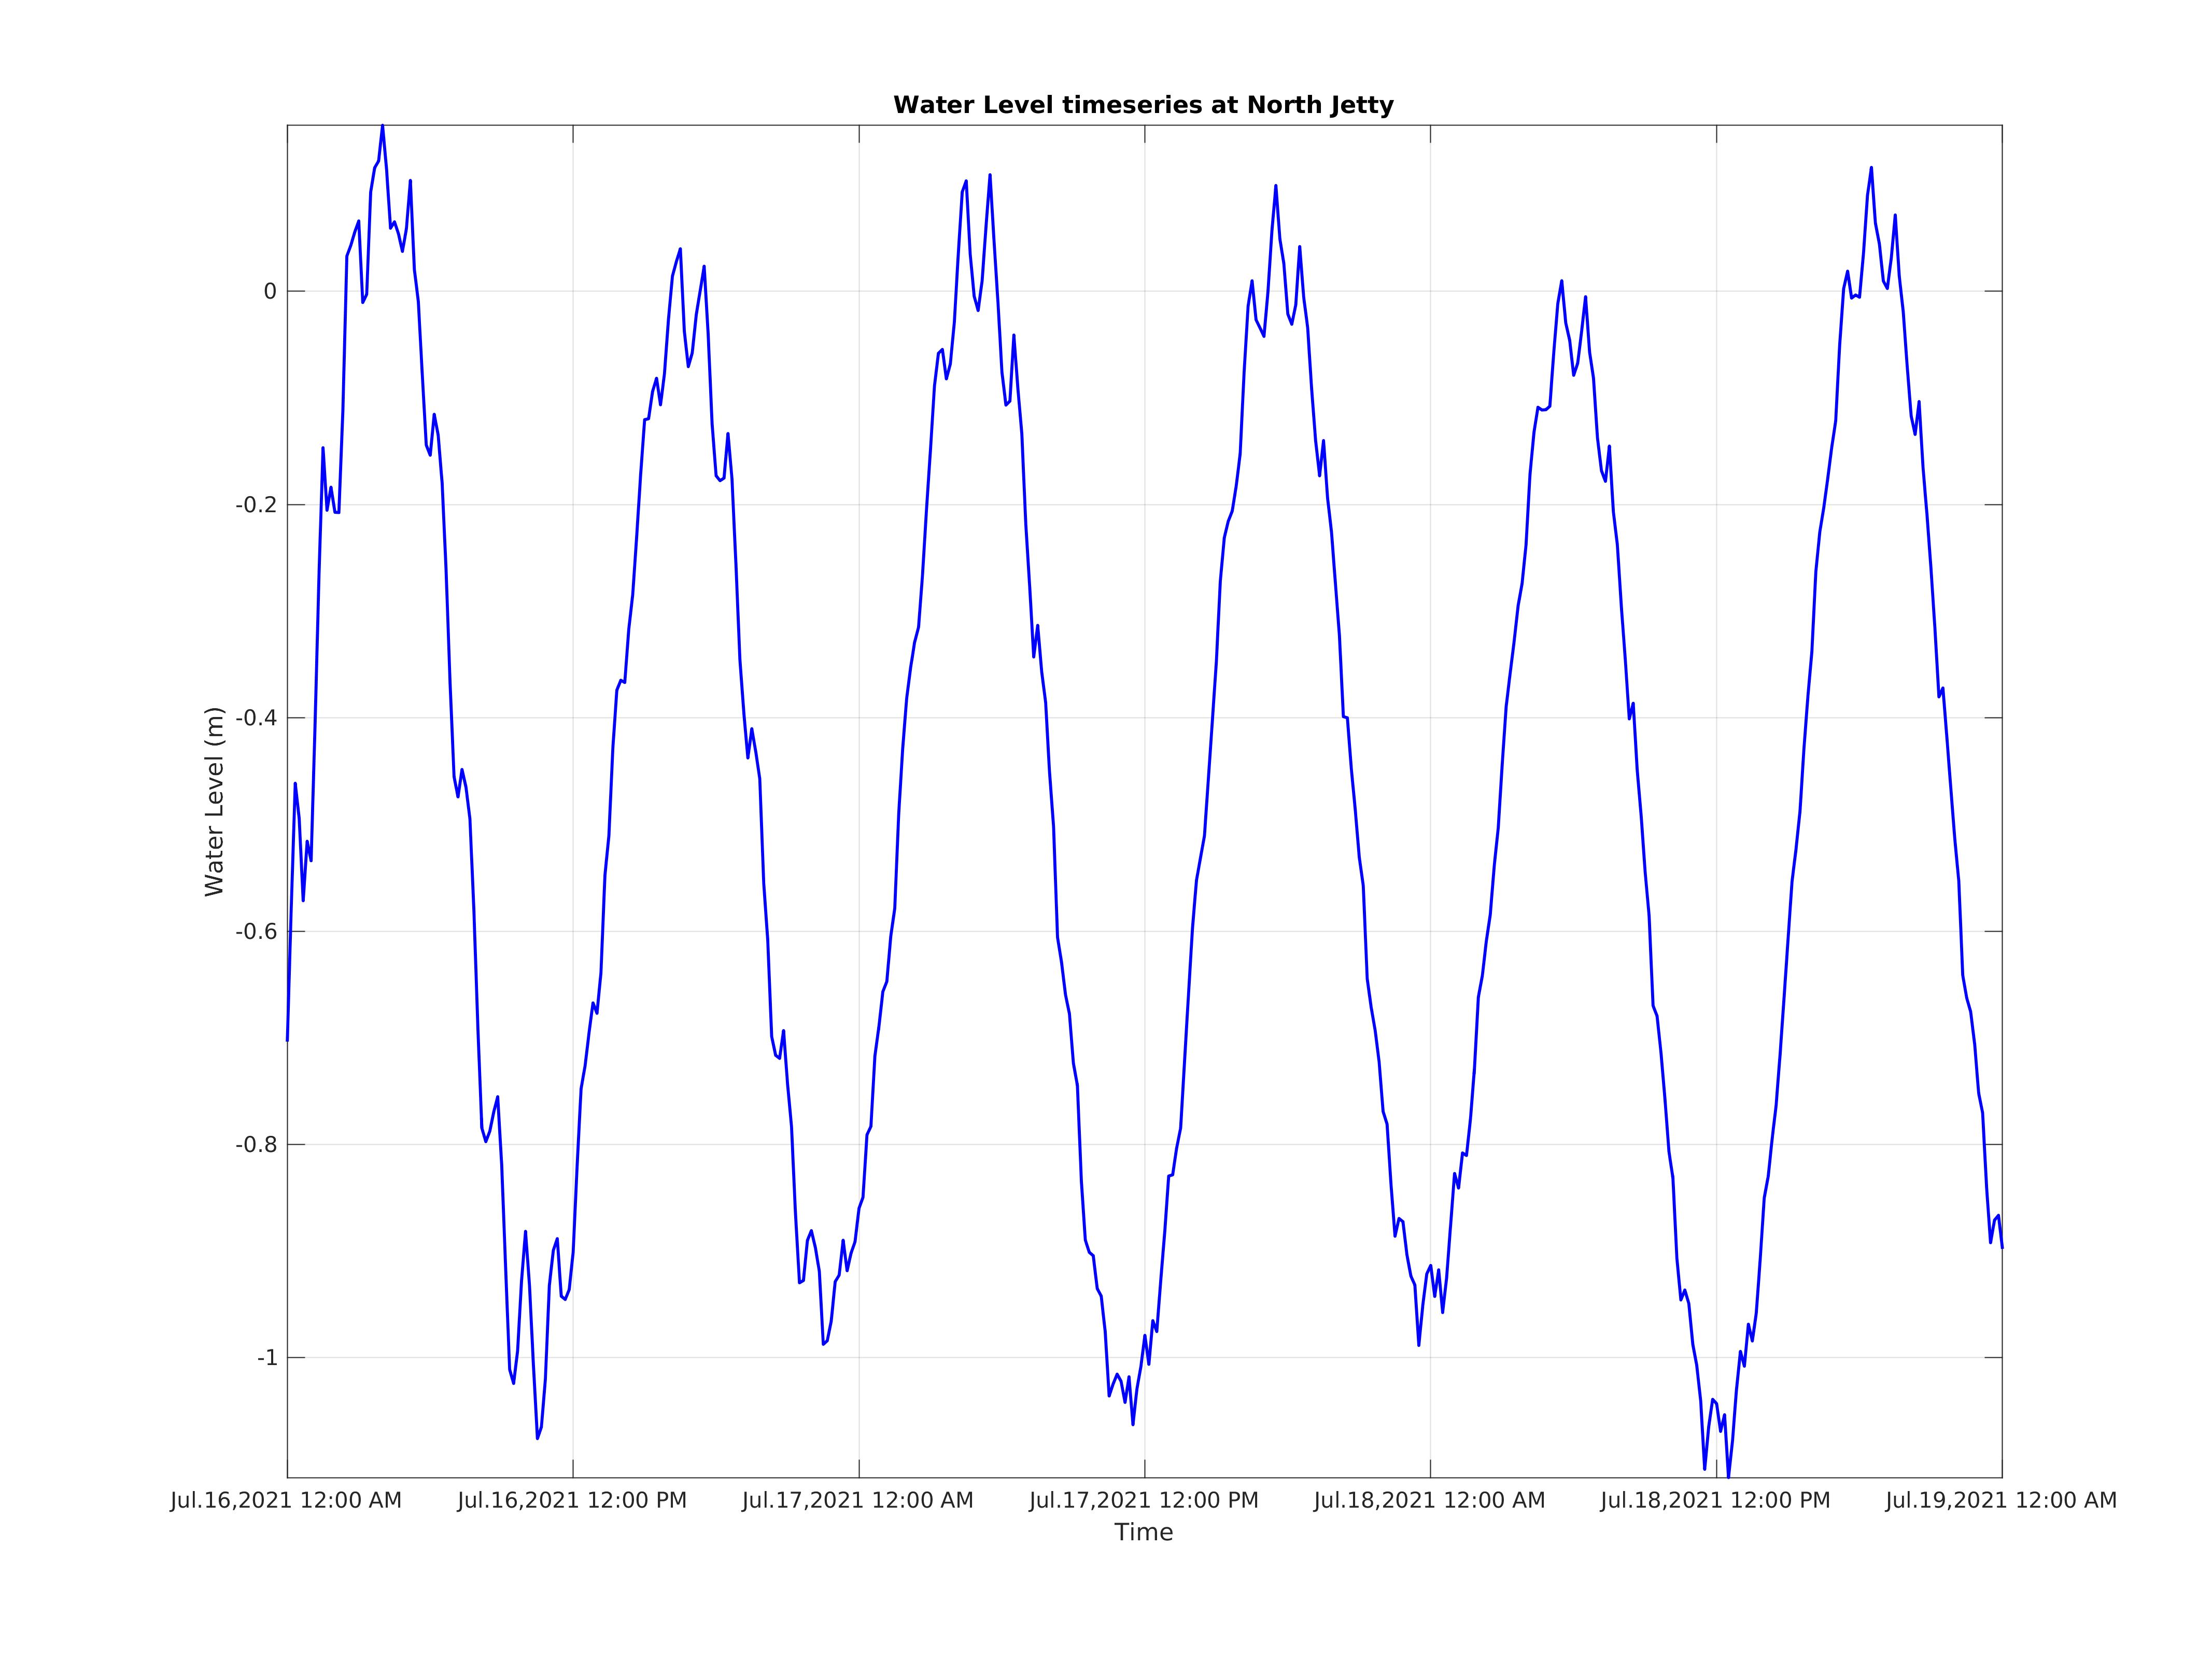 Water Level timeseries at North Jetty
0
-0.2
-0.4
-0.6
-0.8
-1
Water Level (m)
Jul.16,2021 12:00 AM Jul.16,2021 12:00 PM Jul.17,2021 12:00 AM Jul.17,2021 12:00 PM Jul.18,2021 12:00 AM Jul.18,2021 12:00 PM Jul.19,2021 12:00 AM
Time